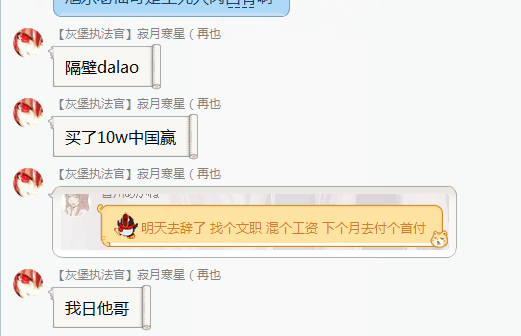 【灰堡执法官】寂月寒星（再也
隔壁dalao
【灰堡执法官】寂月寒星（再也
买了10w中国赢
【灰堡执法官】寂月寒星（再也
明天去辞了 找个文职 混个工资 下个月去付个首付
【灰堡执法官】寂月寒星（再也
我日他哥